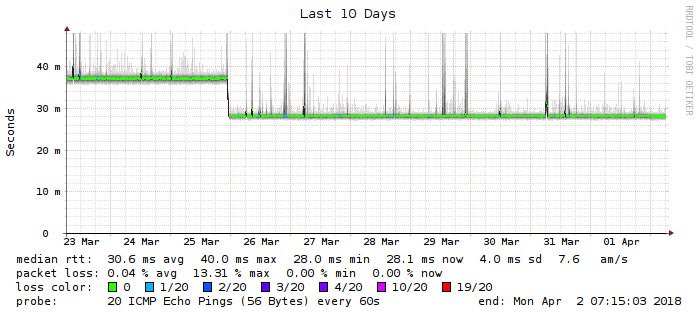 Last 10 Days
RRDTOOL / TOBI OETIKER
Seconds
40 m
30 m
20 m
10 m
0
23 Mar 24 Mar 25 Mar 26 Mar 27 Mar 28 Mar 29 Mar 30 Mar 31 Mar 01 Apr
median rtt: 30.6 ms avg 40.0 ms max 28.0 ms min 28.1 ms now 4.0 ms sd 7.6 am/s
packet loss: 0.04 % avg 13.31 % max 0.00 % min 0.00 % now
loss color: 0 1/20 2/20 3/20 4/20 10/20 19/20
probe: 20 ICMP Echo Pings (56 Bytes) every 60s end: Mon Apr 2 07:15:03 2018